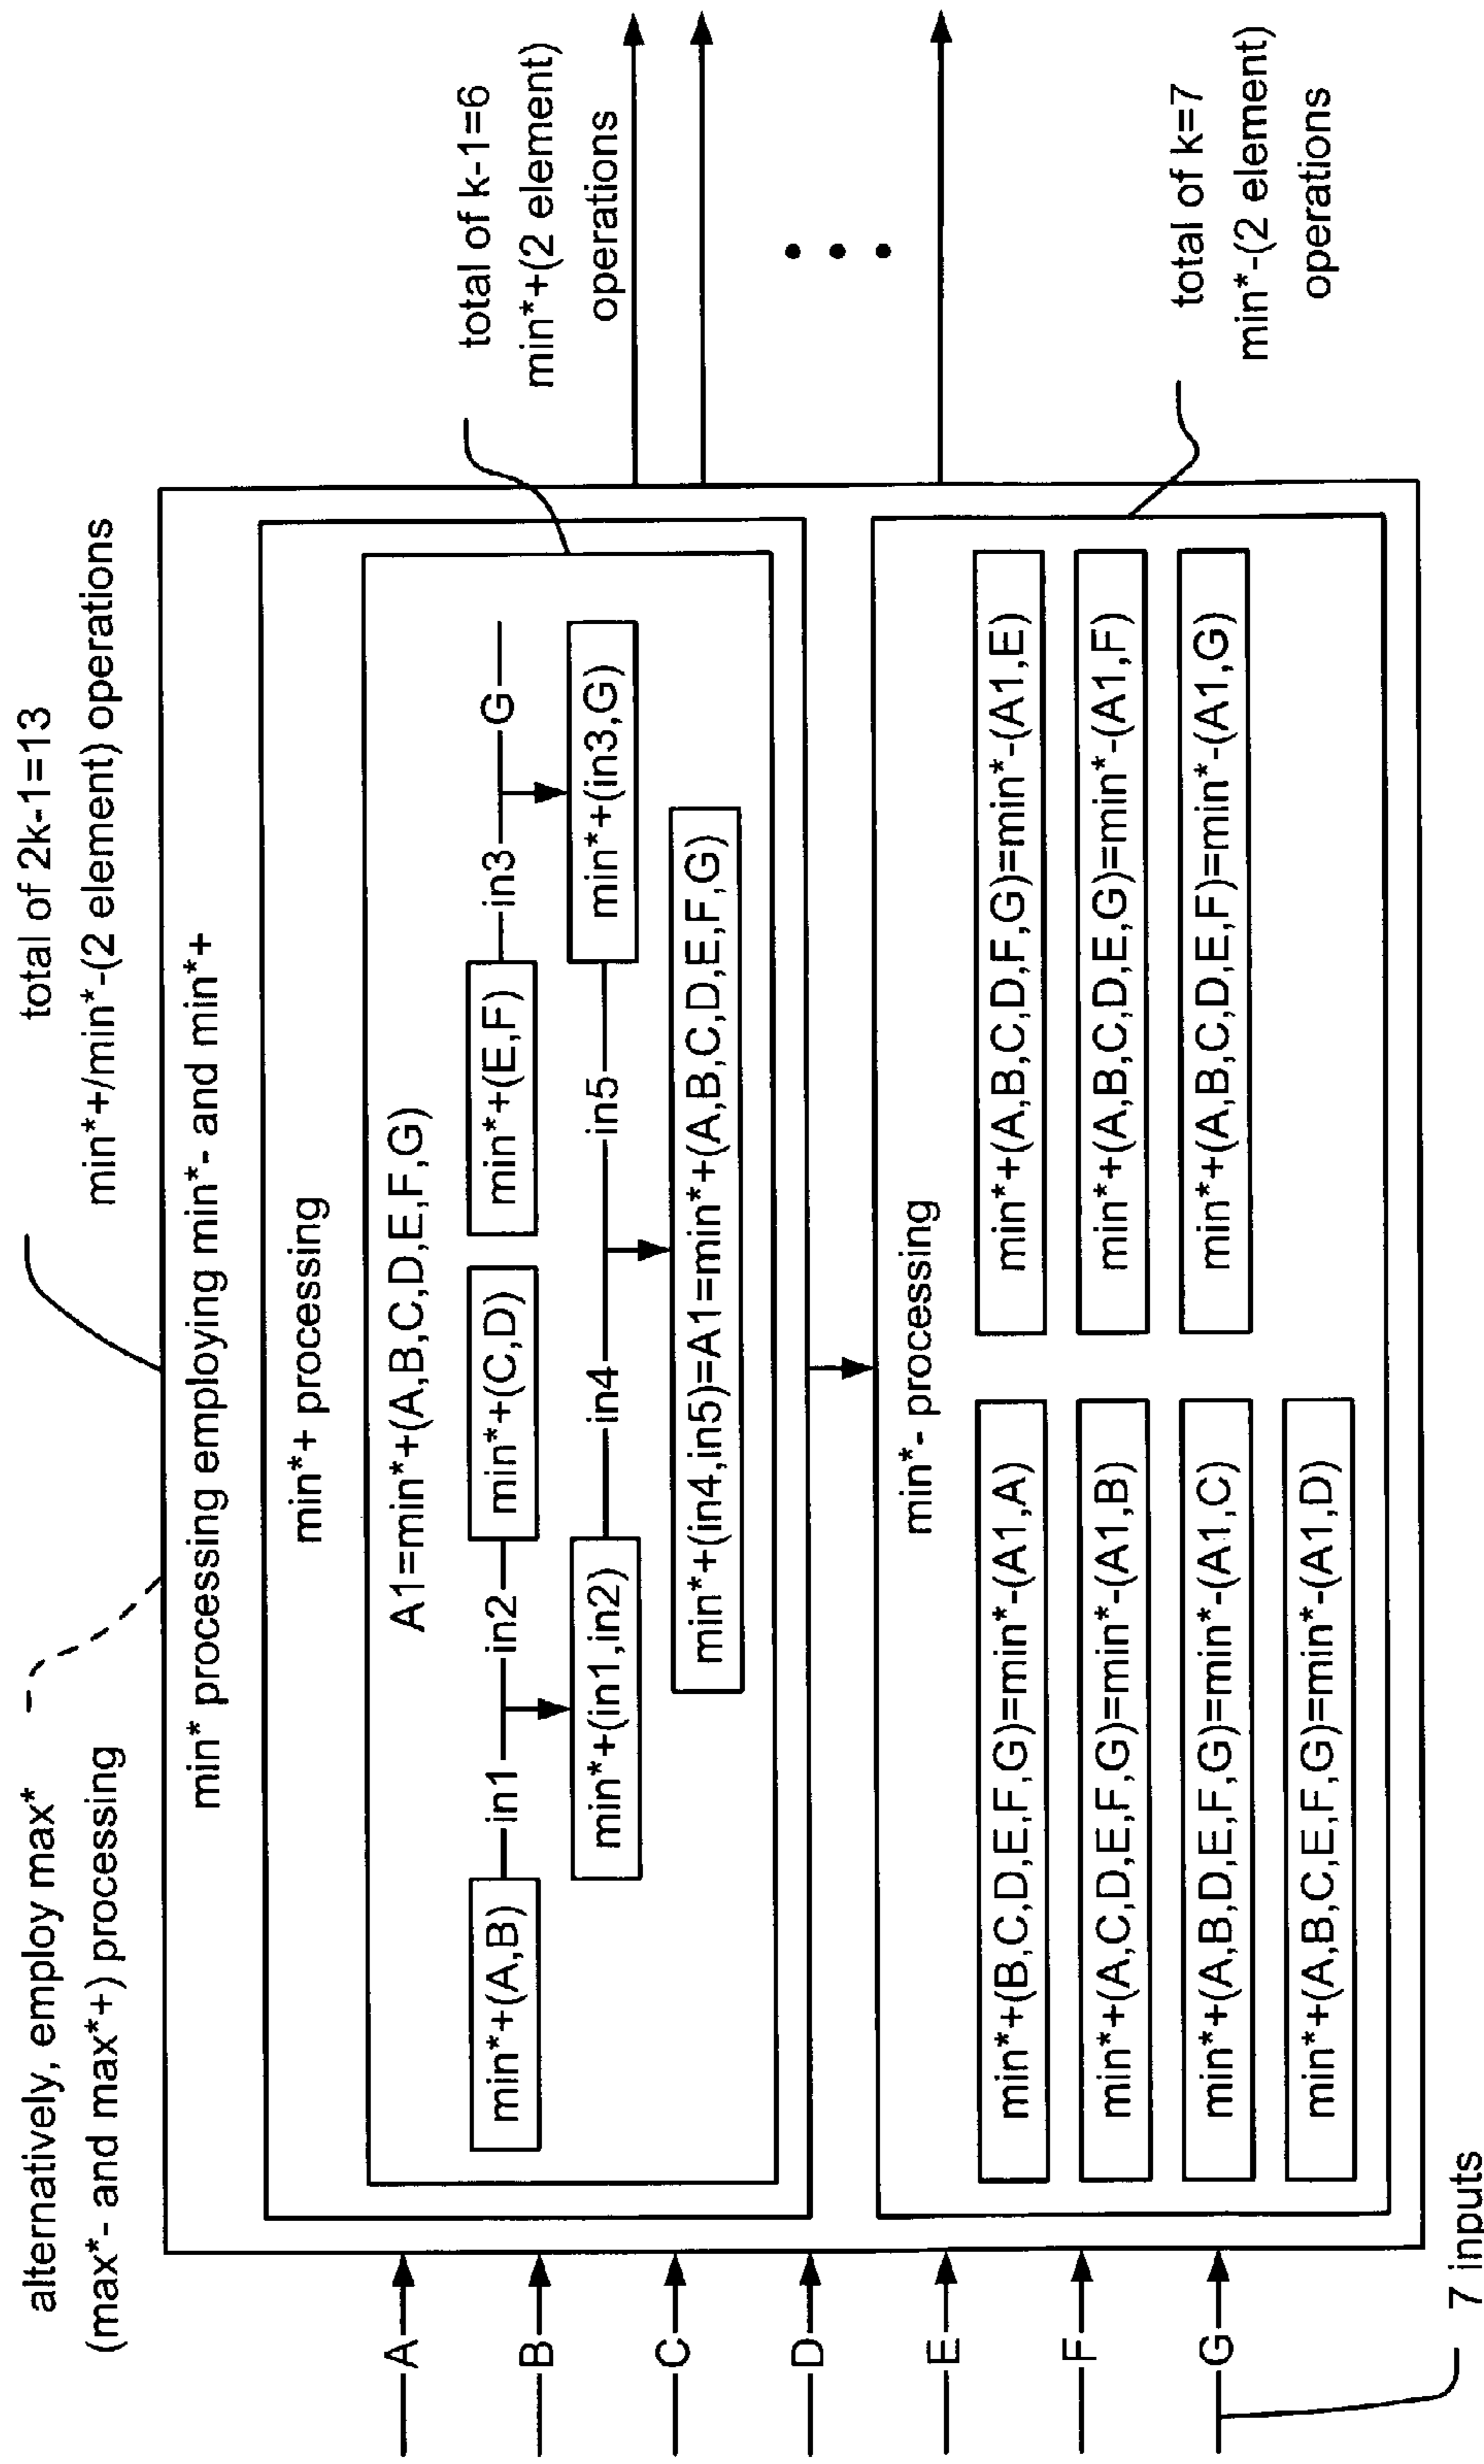 alternatively, employ max*
(max*- and max*+) processing
total of 2k-1=13
min*+/min*-(2 element) operations
min* processing employing min*- and min*+
min*+ processing
A1=min*+(A,B,C,D,E,F,G)
min*+(A,B)
in1
in2
min*+(C,D)
min*+(E,F)
in3
G
min*+(in1,in2)
in4
in5
min*+(in3,G)
min*+(in4,in5)=A1=min*+(A,B,C,D,E,F,G)
total of k-1=6
min*+(2 element)
operations
min*- processing
min*+(B,C,D,E,F,G)=min*-(A1,A)
min*+(A,B,C,D,F,G)=min*-(A1,E)
min*+(A,C,D,E,F,G)=min*-(A1,B)
min*+(A,B,C,D,E,G)=min*-(A1,F)
min*+(A,B,D,E,F,G)=min*-(A1,C)
min*+(A,B,C,D,E,F)=min*-(A1,G)
min*+(A,B,C,E,F,G)=min*-(A1,D)
total of k=7
min*-(2 element)
operations
A
B
C
D
E
F
G
7 inputs